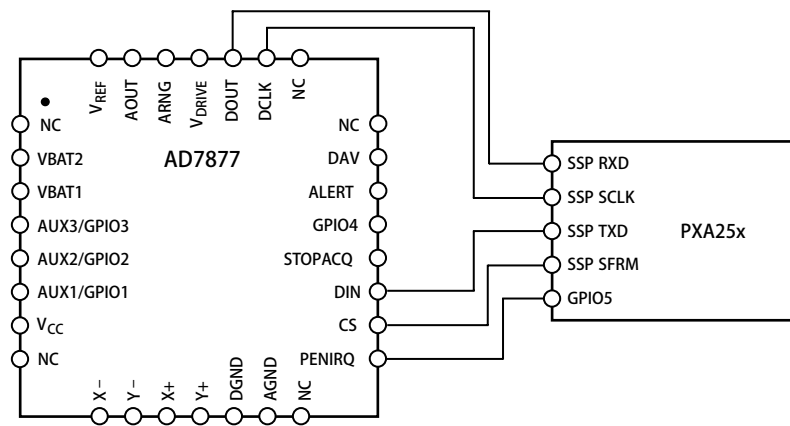 VREF
AOUT
ARNG
VDRIVE
DOUT
DCLK
NC
NC
VBAT2
VBAT1
AUX3/GPIO3
AUX2/GPIO2
AUX1/GPIO1
VCC
NC
AD7877
NC
DAV
ALERT
GPIO4
STOPACQ
DIN
CS
PENIRQ
X−
Y−
X+
Y+
DGND
AGND
NC
SSP RXD
SSP SCLK
SSP TXD
SSP SFRM
GPIO5
PXA25x